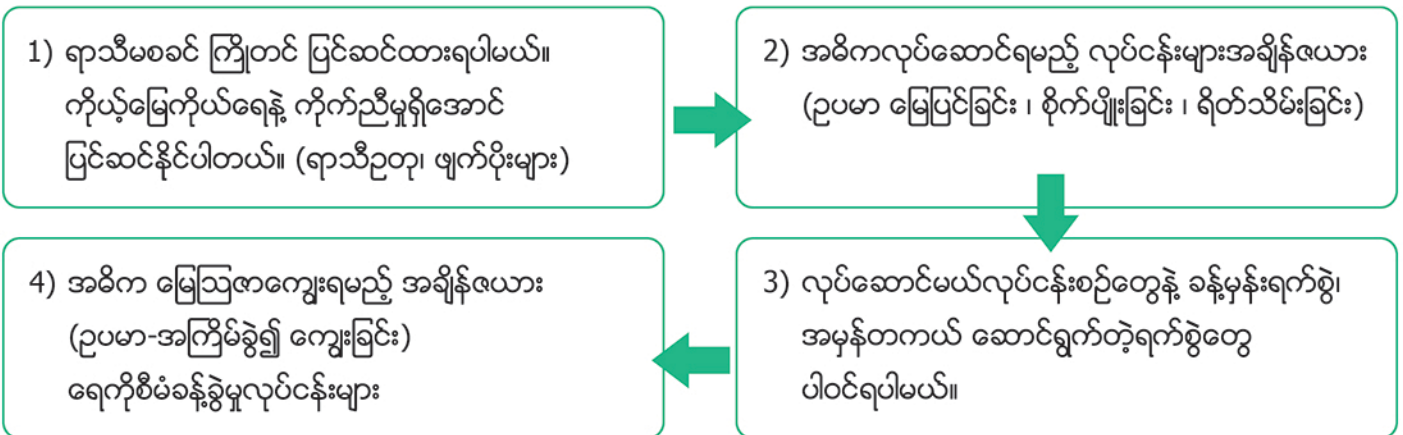 1) ရာသီမစခင် ကြိုတင် ပြင်ဆင်ထားရပါမယ်။
ကိုယ့်မြေကိုယ်ရေနဲ့ ကိုက်ညီမှုရှိအောင်
ပြင်ဆင်နိုင်ပါတယ်။ (ရာသီဥတု၊ ဖျက်ပိုးများ)
2) အဓိကလုပ်ဆောင်ရမည့် လုပ်ငန်းများအချိန်ဇယား
(ဥပမာ မြေပြင်ခြင်း ၊ စိုက်ပျိုးခြင်း ၊ ရိတ်သိမ်းခြင်း)
3) လုပ်ဆောင်မယ်လုပ်ငန်းစဉ်တွေနဲ့ ခန့်မှန်းရက်စွဲ၊
အမှန်တကယ် ဆောင်ရွက်တဲ့ရက်စွဲတွေ
ပါဝင်ရပါမယ်။
4) အဓိက မြေသြဇာကျွေးရမည့် အချိန်ဇယား
(ဥပမာ-အကြိမ်ခွဲ၍ ကျွေးခြင်း)
ရေကိုစီမံခန့်ခွဲမှုလုပ်ငန်းများ